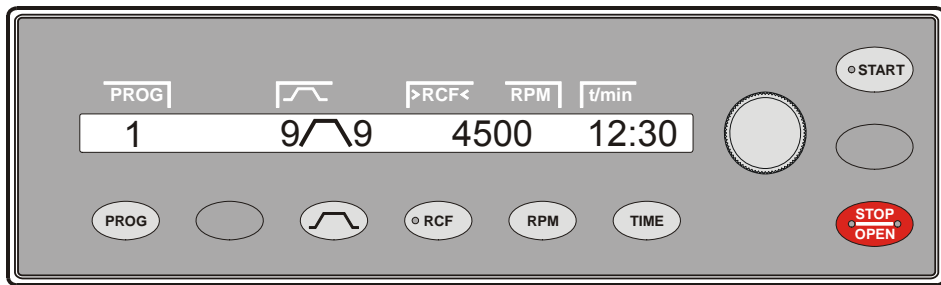 START
PROG >RCF< RPM t/min
1 9 9 4500 12:30
PROG RCF RPM TIME
STOP
OPEN